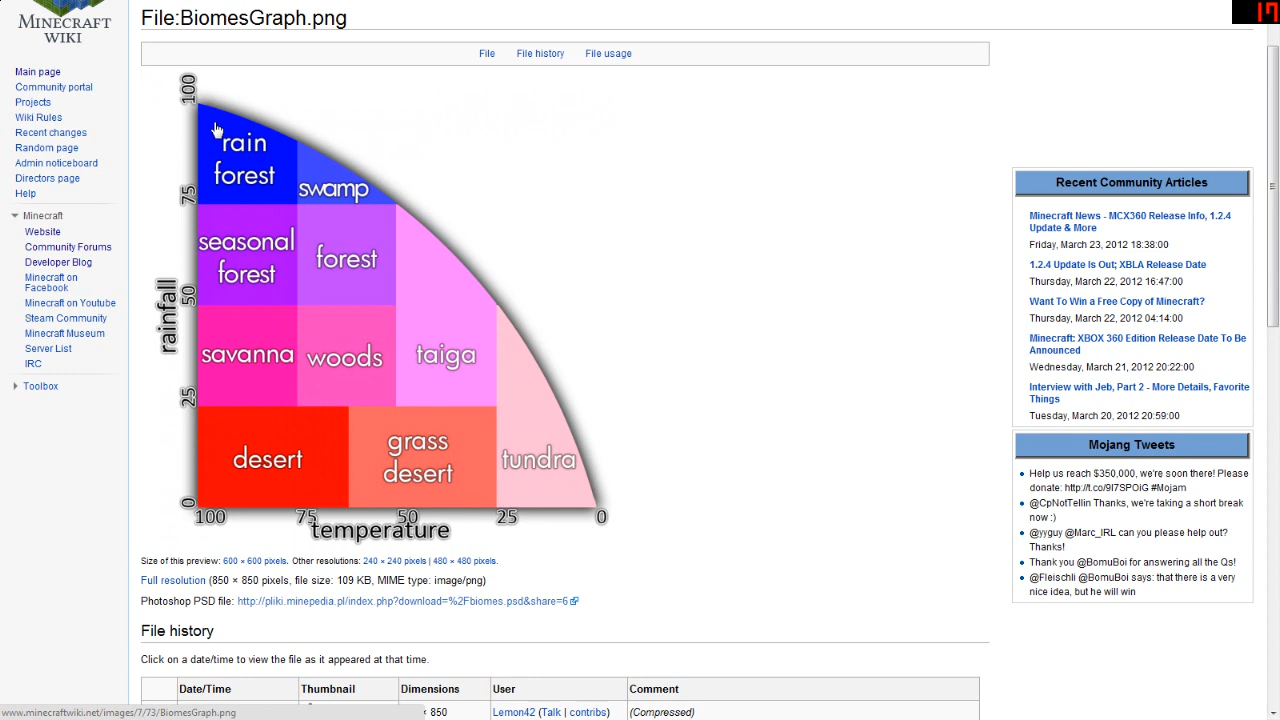 MINECRAFT
WIKI
Main page
Community portal
Projects
Wiki Rules
Recent changes
Random page
Admin noticeboard
Directors page
Help
Minecraft
Website
Community Forums
Developer Blog
Minecraft on
Facebook
Minecraft on Youtube
Steam Community
Minecraft Museum
Server List
IRC
Toolbox
File:BiomesGraph.png
File
File history
File usage
100
75
50
25
0
rainfall
rain
forest
swamp
seasonal
forest
forest
savanna
woods
taiga
desert
grass
desert
tundra
100
75
50
25
0
temperature
Size of this preview: 600 × 600 pixels. Other resolutions: 240 × 240 pixels | 480 × 480 pixels.
Full resolution (850 × 850 pixels, file size: 109 KB, MIME type: image/png)
Photoshop PSD file: http://pliki.minepedia.pl/index.php?download=%2Fbiomes.psd&share=6
File history
Click on a date/time to view the file as it appeared at that time.
Date/Time Thumbnail Dimensions User Comment
× 850 Lemon42 (Talk | contribs) (Compressed)
www.minecraftwiki.net/images/7/73/BiomesGraph.png
17
Recent Community Articles
Minecraft News - MCX360 Release Info, 1.2.4
Update & More
Friday, March 23, 2012 18:38:00
1.2.4 Update Is Out; XBLA Release Date
Thursday, March 22, 2012 16:47:00
Want To Win a Free Copy of Minecraft?
Thursday, March 22, 2012 04:14:00
Minecraft: XBOX 360 Edition Release Date To Be
Announced
Wednesday, March 21, 2012 20:22:00
Interview with Jeb, Part 2 - More Details, Favorite
Things
Tuesday, March 20, 2012 20:59:00
Mojang Tweets
Help us reach $350,000, we're soon there! Please
donate: http://t.co/9I7SPOiG #Mojam
@CpNotTellin Thanks, we're taking a short break
now :)
@yyguy @Marc_IRL can you please help out?
Thanks!
Thank you @BomuBoi for answering all the Qs!
@Fleischli @BomuBoi says: that there is a very
nice idea, but he will win